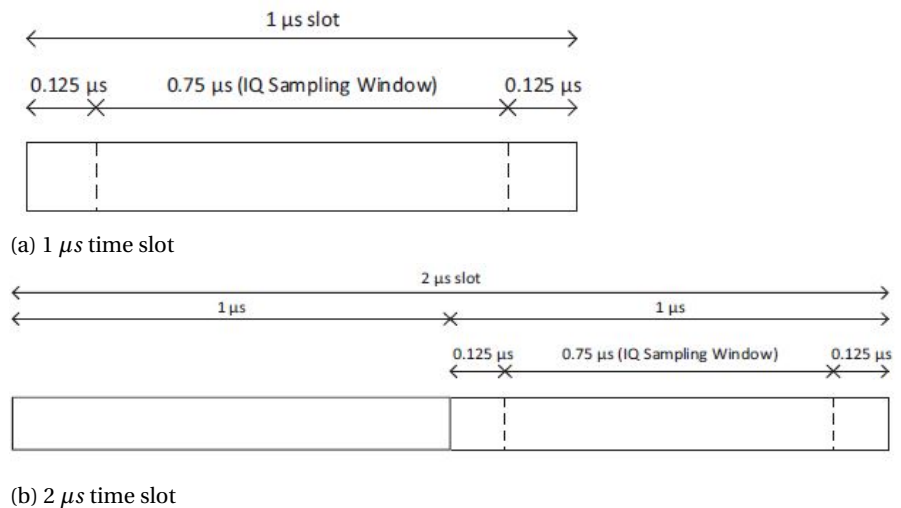 1 µs slot
0.125 µs 0.75 µs (IQ Sampling Window) 0.125 µs
(a) 1 µs time slot
2 µs slot
1 µs 1 µs
0.125 µs 0.75 µs (IQ Sampling Window) 0.125 µs
(b) 2 µs time slot